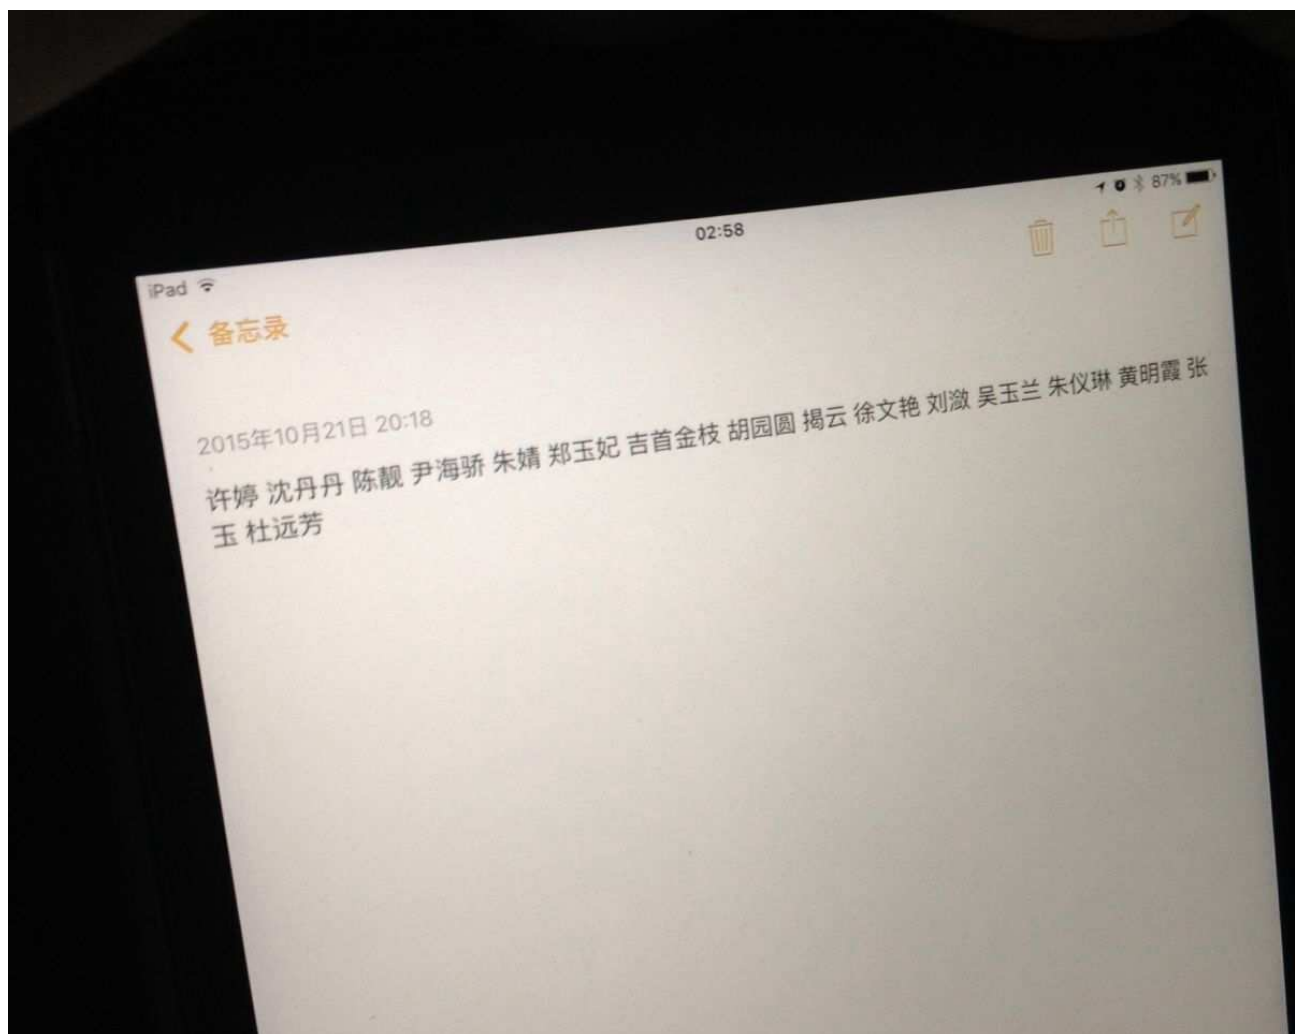 87%
02:58
iPad
备忘录
2015年10月21日 20:18
许婷 沈丹丹 陈靓 尹海骄 朱婧 郑玉妃 吉首金枝 胡园圆 揭云 徐文艳 刘潋 吴玉兰 朱仪琳 黄明霞 张
玉 杜远芳